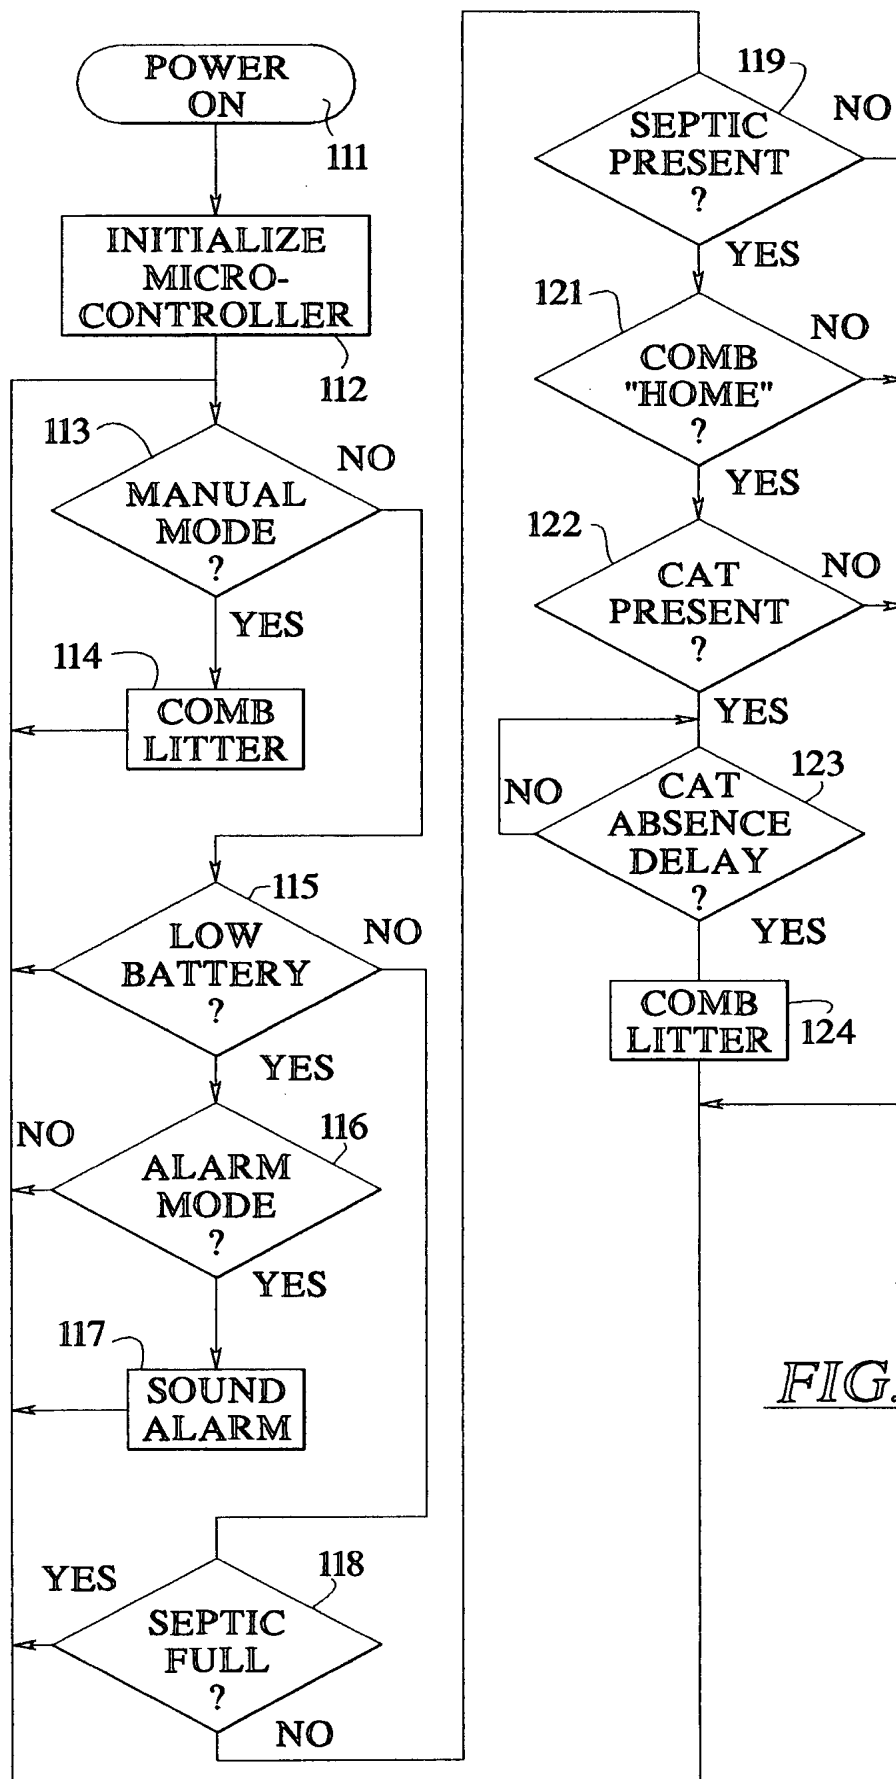 POWER
ON
111
INITIALIZE
MICRO-
CONTROLLER
112
113
NO
MANUAL
MODE
?
YES
114
COMB
LITTER
115
LOW
BATTERY
?
NO
YES
NO
116
ALARM
MODE
?
YES
117
SOUND
ALARM
YES
118
SEPTIC
FULL
?
NO
119
NO
SEPTIC
PRESENT
?
YES
121
NO
COMB
"HOME"
?
YES
122
NO
CAT
PRESENT
?
YES
123
NO
CAT
ABSENCE
DELAY
?
YES
COMB
LITTER
124
FIG.